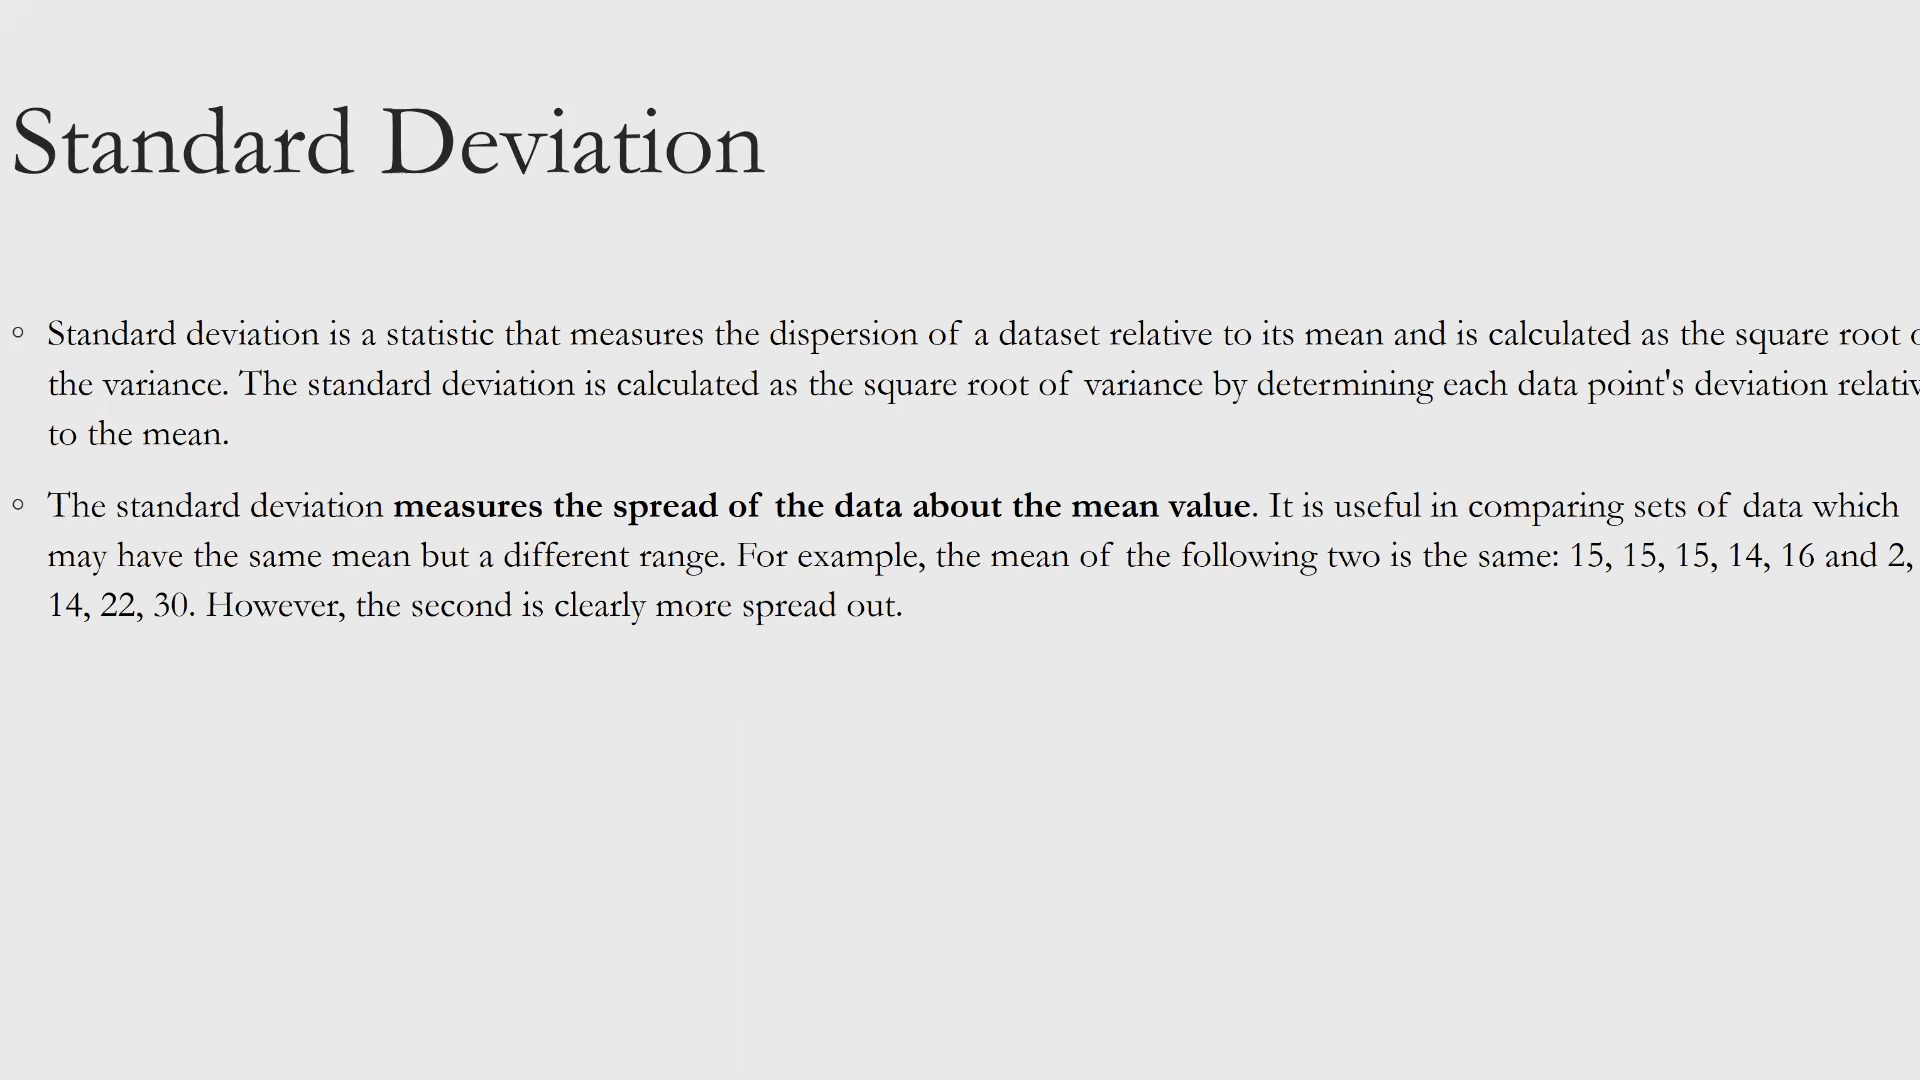 Standard Deviation
◦ Standard deviation is a statistic that measures the dispersion of a dataset relative to its mean and is calculated as the square root
the variance. The standard deviation is calculated as the square root of variance by determining each data point's deviation relativ
to the mean.
◦ The standard deviation measures the spread of the data about the mean value. It is useful in comparing sets of data which
may have the same mean but a different range. For example, the mean of the following two is the same: 15, 15, 15, 14, 16 and 2,
14, 22, 30. However, the second is clearly more spread out.